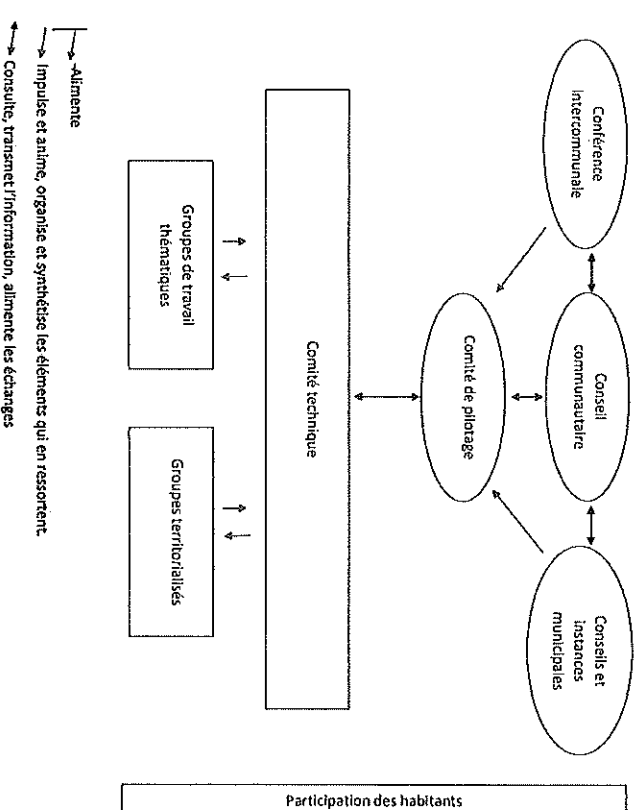 Conférence
Intercommunale
Conseil
communautaire
Conseils et
instances
municipales
Comité de pilotage
Comité technique
Groupes de travail
thématiques
Groupes territorialisés
Participation des habitants
Alimente
Impulse et anime, organise et synthétise les éléments qui en ressortent.
Consulte, transmet l'information, alimente les échanges